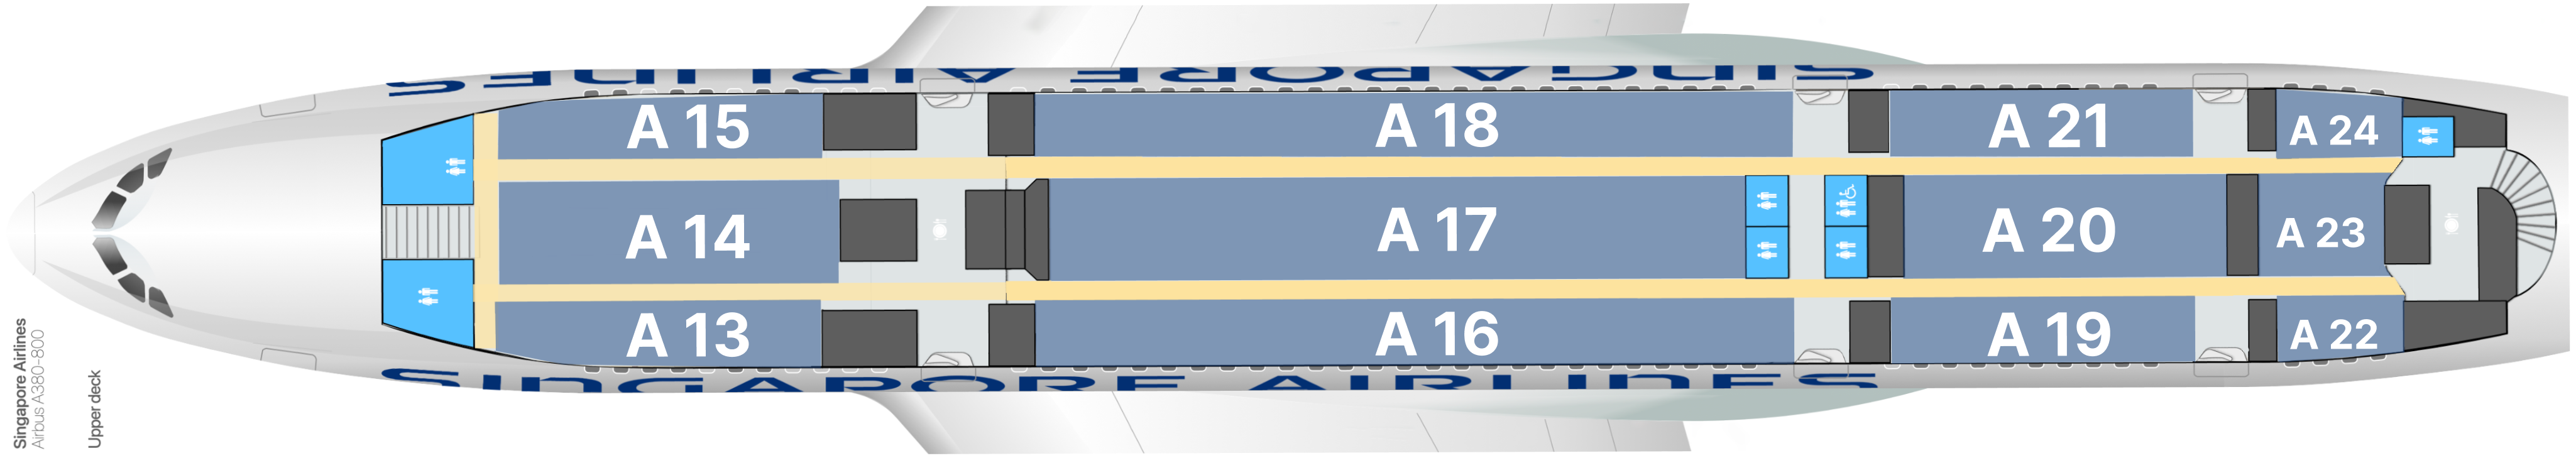 SINGAPORE AIRLINES
A 15
A 18
A 21
A 24
A 14
A 17
A 20
A 23
A 13
A 16
A 19
A 22
SINGAPORE AIRLINES
Singapore Airlines
Airbus A380-800
Upper deck